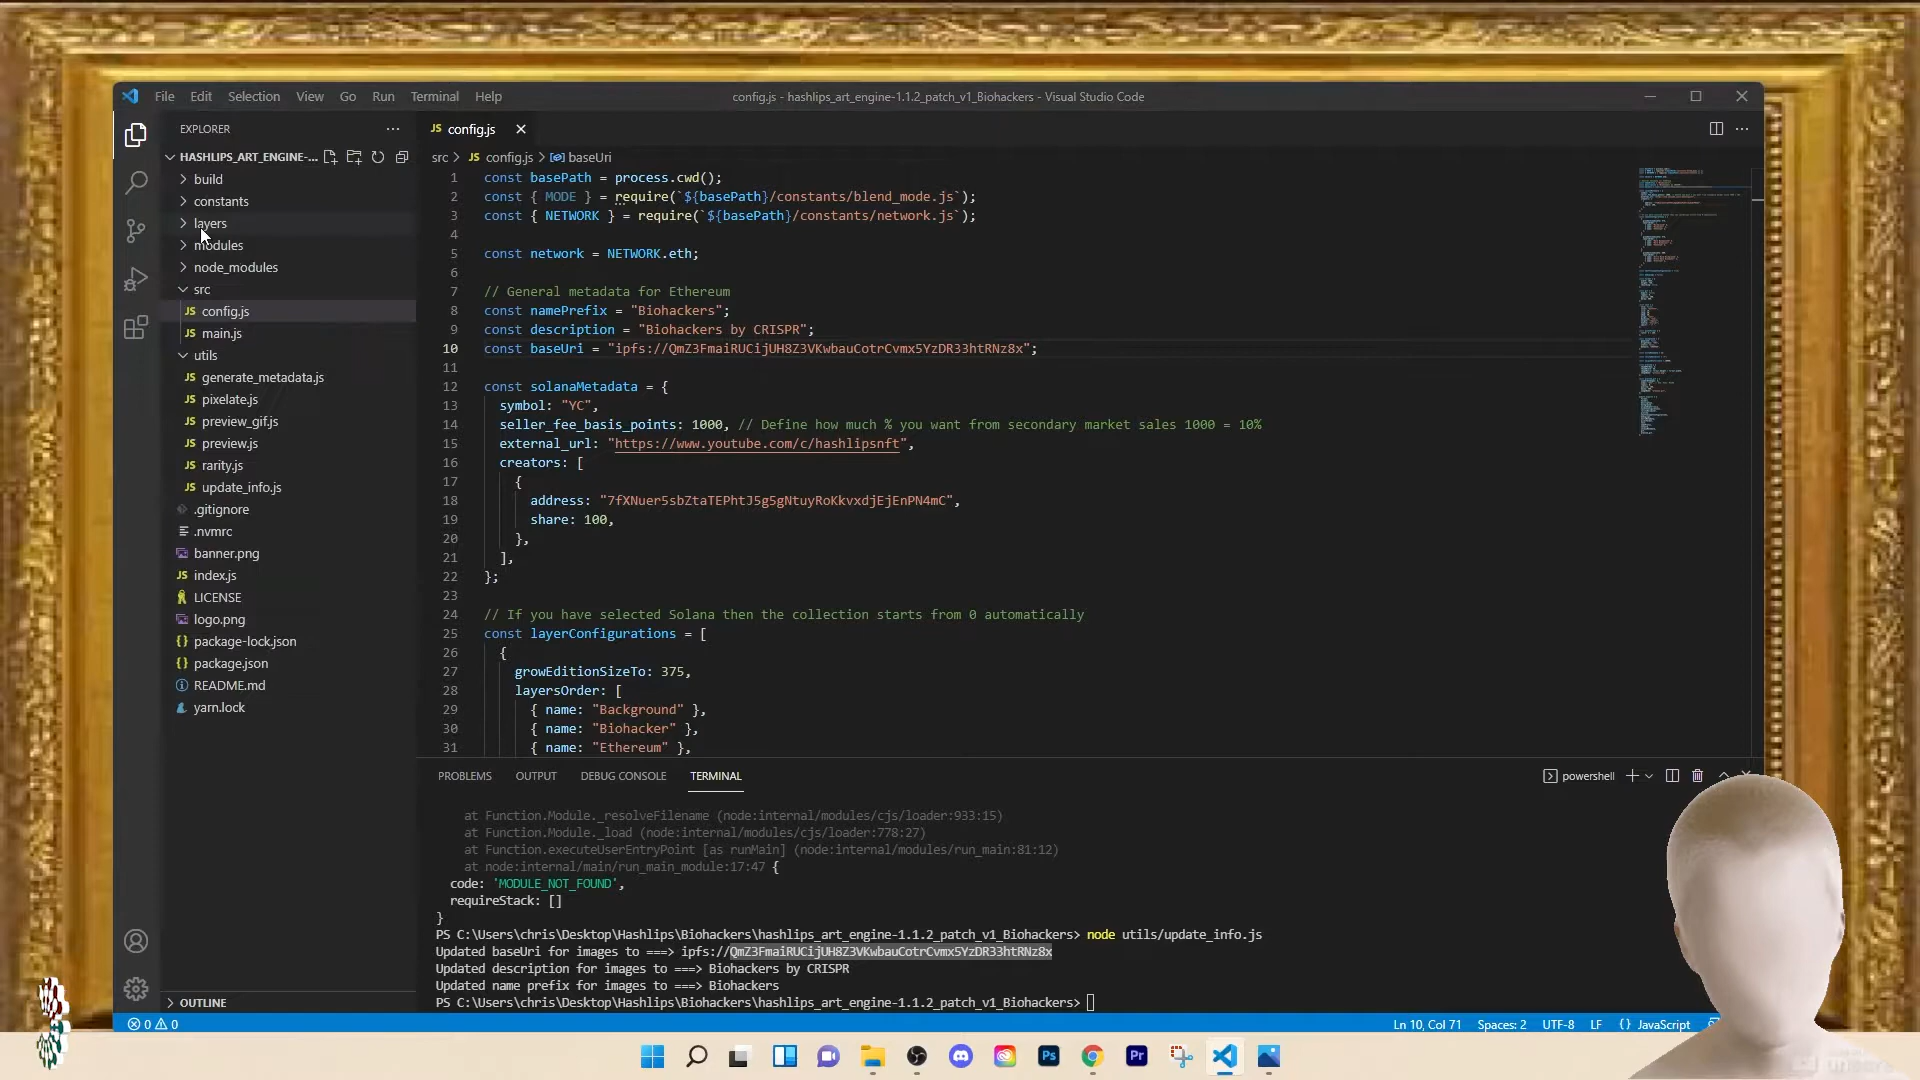 File Edit Selection View Go Run Terminal Help
config.js - hashlips_art_engine-1.1.2_patch_v1_Biohackers - Visual Studio Code
EXPLORER
HASHLIPS_ART_ENGINE-...
build
constants
layers
modules
node_modules
src
JS config.js
JS main.js
utils
JS generate_metadata.js
JS pixelate.js
JS preview_gif.js
JS preview.js
JS rarity.js
JS update_info.js
.gitignore
.nvmrc
banner.png
JS index.js
LICENSE
logo.png
{} package-lock.json
{} package.json
README.md
yarn.lock
OUTLINE
JS config.js
src > JS config.js > baseUri
1 const basePath = process.cwd();
2 const { MODE } = require(`${basePath}/constants/blend_mode.js`);
3 const { NETWORK } = require(`${basePath}/constants/network.js`);
4
5 const network = NETWORK.eth;
6
7 // General metadata for Ethereum
8 const namePrefix = "Biohackers";
9 const description = "Biohackers by CRISPR";
10 const baseUri = "ipfs://QmZ3FmaiRUCijUH8Z3VKwbauCotrCvmx5YzDR33htRNz8x";
11
12 const solanaMetadata = {
13 symbol: "YC",
14 seller_fee_basis_points: 1000, // Define how much % you want from secondary market sales 1000 = 10%
15 external_url: "https://www.youtube.com/c/hashlipsnft",
16 creators: [
17 {
18 address: "7fXNuer5sbZtaTEPhtJ5g5gNtuyRoKkvxdjEjEnPN4mC",
19 share: 100,
20 },
21 ],
22 };
23
24 // If you have selected Solana then the collection starts from 0 automatically
25 const layerConfigurations = [
26 {
27 growEditionSizeTo: 375,
28 layersOrder: [
29 { name: "Background" },
30 { name: "Biohacker" },
31 { name: "Ethereum" },
PROBLEMS OUTPUT DEBUG CONSOLE TERMINAL
powershell
at Function.Module._resolveFilename (node:internal/modules/cjs/loader:933:15)
at Function.Module._load (node:internal/modules/cjs/loader:778:27)
at Function.executeUserEntryPoint [as runMain] (node:internal/modules/run_main:81:12)
at node:internal/main/run_main_module:17:47 {
code: 'MODULE_NOT_FOUND',
requireStack: []
}
PS C:\Users\chris\Desktop\Hashlips\Biohackers\hashlips_art_engine-1.1.2_patch_v1_Biohackers> node utils/update_info.js
Updated baseUri for images to ===> ipfs://QmZ3FmaiRUCijUH8Z3VKwbauCotrCvmx5YzDR33htRNz8x
Updated description for images to ===> Biohackers by CRISPR
Updated name prefix for images to ===> Biohackers
PS C:\Users\chris\Desktop\Hashlips\Biohackers\hashlips_art_engine-1.1.2_patch_v1_Biohackers>
0 0
Ln 10, Col 71 Spaces: 2 UTF-8 LF {} JavaScript
Ps
Pr